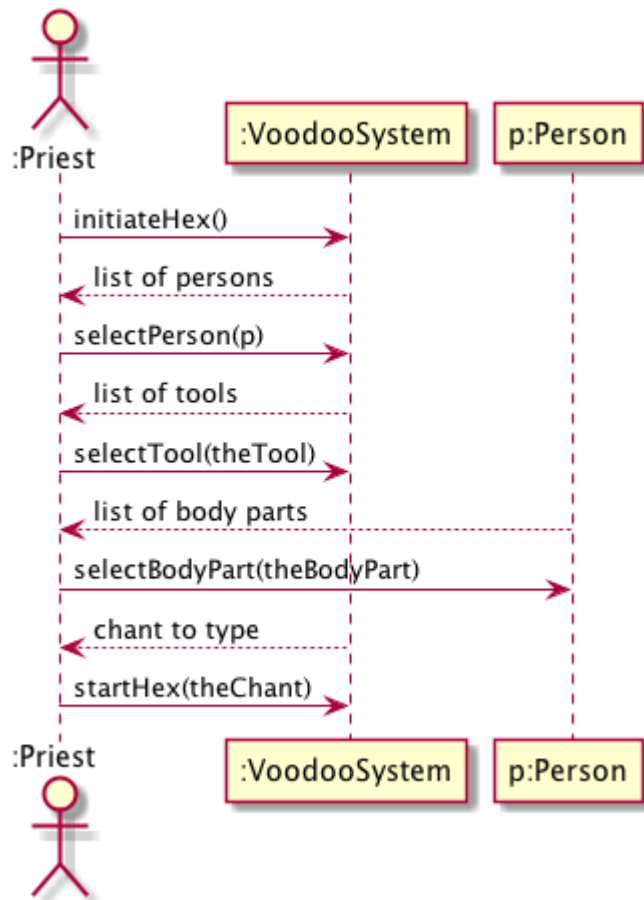 :Priest
:VoodooSystem
p:Person
initiateHex()
list of persons
selectPerson(p)
list of tools
selectTool(theTool)
list of body parts
selectBodyPart(theBodyPart)
chant to type
startHex(theChant)
:Priest
:VoodooSystem
p:Person